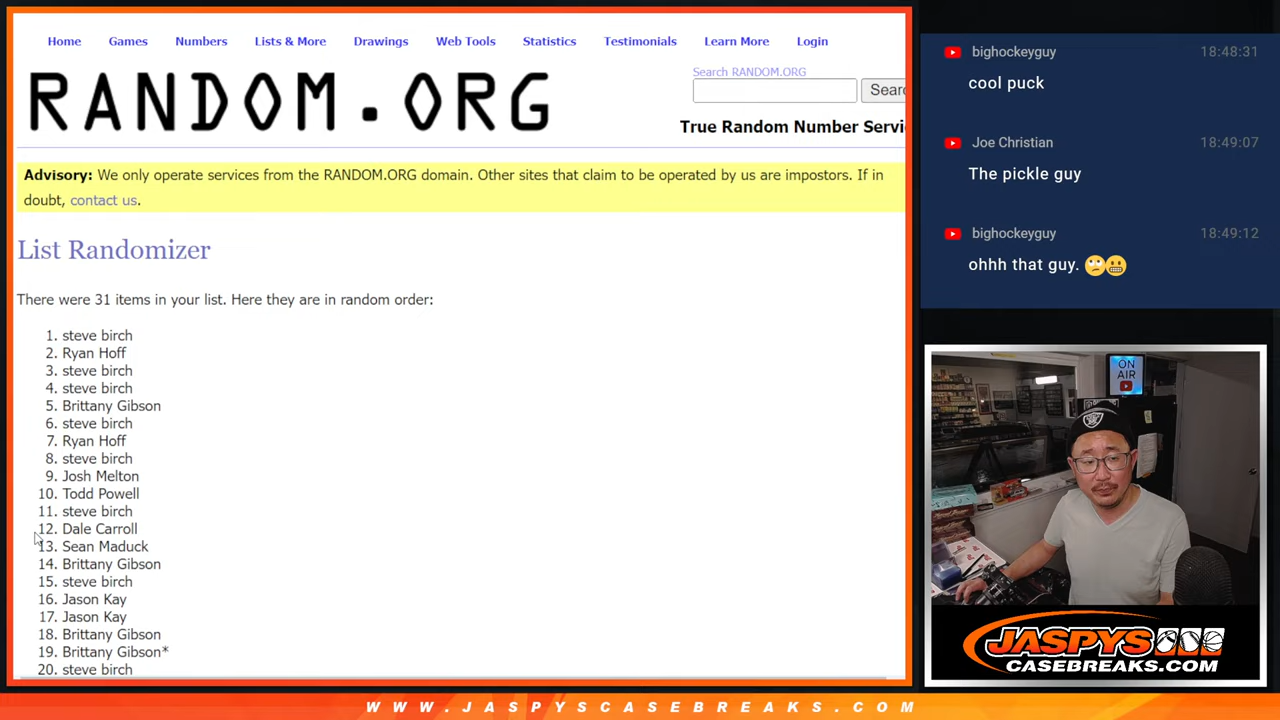 Home Games Numbers Lists & More Drawings Web Tools Statistics Testimonials Learn More Login
RANDOM.ORG
Search RANDOM.ORG
True Random Number Servi
Advisory: We only operate services from the RANDOM.ORG domain. Other sites that claim to be operated by us are impostors. If in
doubt, contact us.
List Randomizer
There were 31 items in your list. Here they are in random order:
1. steve birch
2. Ryan Hoff
3. steve birch
4. steve birch
5. Brittany Gibson
6. steve birch
7. Ryan Hoff
8. steve birch
9. Josh Melton
10. Todd Powell
11. steve birch
12. Dale Carroll
13. Sean Maduck
14. Brittany Gibson
15. steve birch
16. Jason Kay
17. Jason Kay
18. Brittany Gibson
19. Brittany Gibson*
20. steve birch
bighockeyguy 18:48:31
cool puck
Joe Christian 18:49:07
The pickle guy
bighockeyguy 18:49:12
ohhh that guy. 🙄😬
ON
AIR
JASPYS
CASEBREAKS.COM
WWW.JASPYSCASEBREAKS.COM